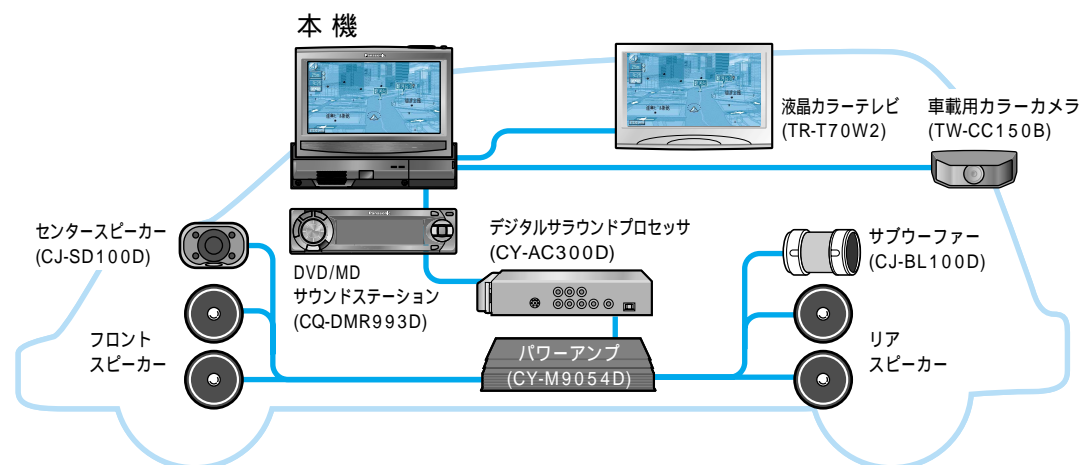 本 機
Panasonic
液晶カラーテレビ
(TR-T70W2)
車載用カラーカメラ
(TW-CC150B)
センタースピーカー
(CJ-SD100D)
DVD/MD
サウンドステーション
(CQ-DMR993D)
デジタルサラウンドプロセッサ
(CY-AC300D)
サブウーファー
(CJ-BL100D)
フロント
スピーカー
パワーアンプ
(CY-M9054D)
リア
スピーカー